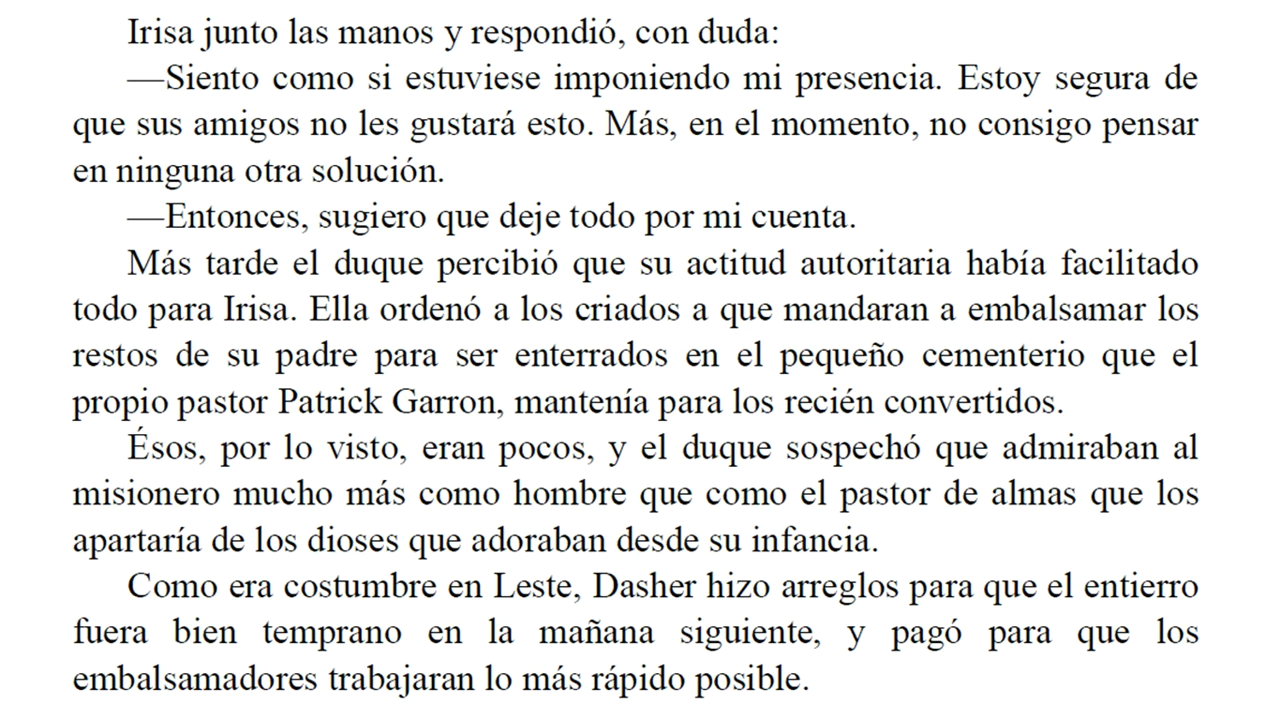 Irisa junto las manos y respondió, con duda:
—Siento como si estuviese imponiendo mi presencia. Estoy segura de
que sus amigos no les gustará esto. Más, en el momento, no consigo pensar
en ninguna otra solución.
—Entonces, sugiero que deje todo por mi cuenta.
Más tarde el duque percibió que su actitud autoritaria había facilitado
todo para Irisa. Ella ordenó a los criados a que mandaran a embalsamar los
restos de su padre para ser enterrados en el pequeño cementerio que el
propio pastor Patrick Garron, mantenía para los recién convertidos.
Ésos, por lo visto, eran pocos, y el duque sospechó que admiraban al
misionero mucho más como hombre que como el pastor de almas que los
apartaría de los dioses que adoraban desde su infancia.
Como era costumbre en Leste, Dasher hizo arreglos para que el entierro
fuera bien temprano en la mañana siguiente, y pagó para que los
embalsamadores trabajaran lo más rápido posible.